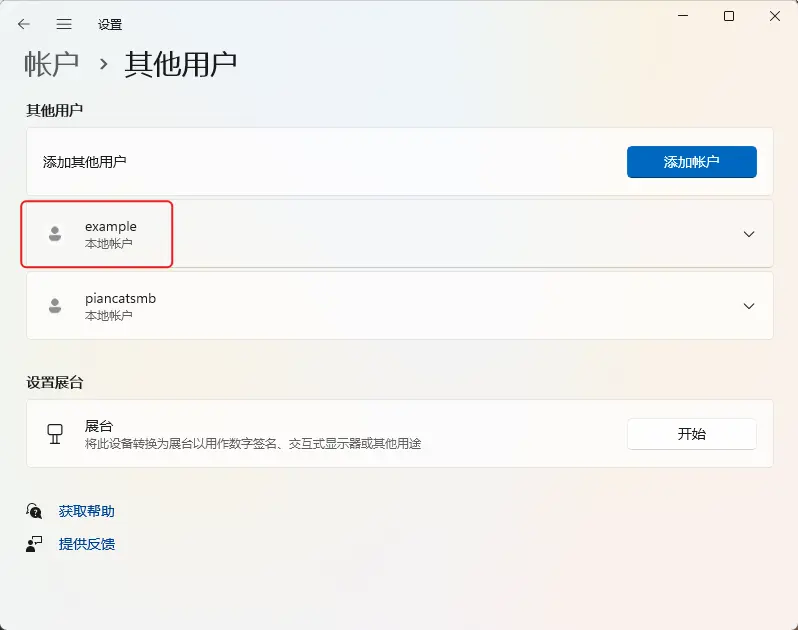 设置
帐户 › 其他用户
其他用户
添加其他用户
添加帐户
example
本地帐户
piancatsmb
本地帐户
设置展台
展台
将此设备转换为展台以用作数字签名、交互式显示器或其他用途
开始
获取帮助
提供反馈